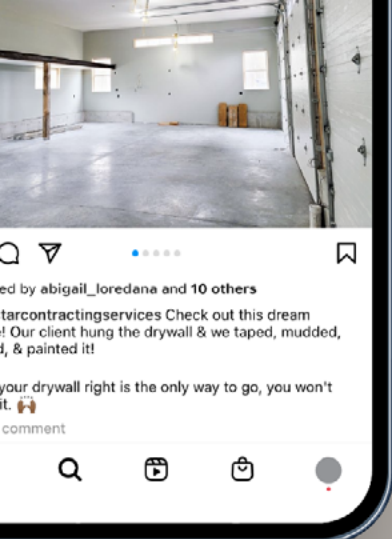 ed by abigail_loredana and 10 others
tarcontractingservices Check out this dream
e! Our client hung the drywall & we taped, mudded,
d, & painted it!
your drywall right is the only way to go, you won't
it. 🙌🏾
comment